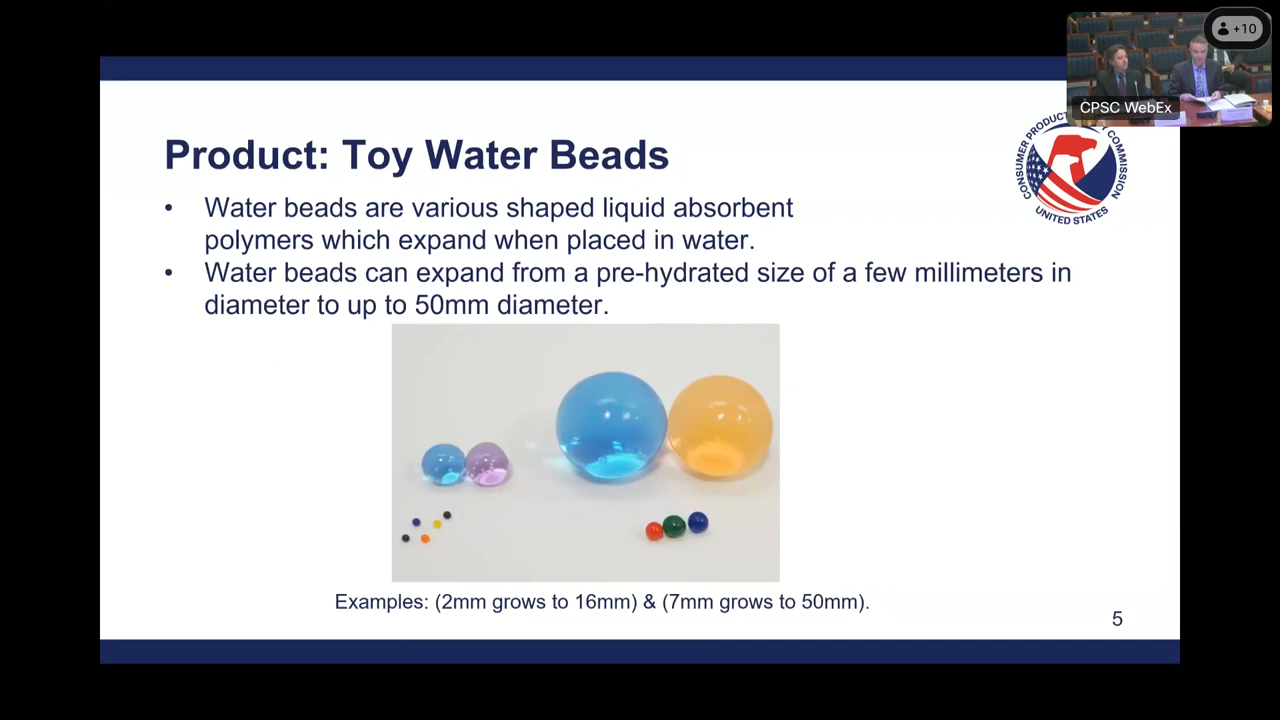 +10
CPSC WebEx
CONSUMER PRODUCT
COMMISSION
UNITED STATES
Product: Toy Water Beads
• Water beads are various shaped liquid absorbent
polymers which expand when placed in water.
• Water beads can expand from a pre-hydrated size of a few millimeters in
diameter to up to 50mm diameter.
Examples: (2mm grows to 16mm) & (7mm grows to 50mm).
5